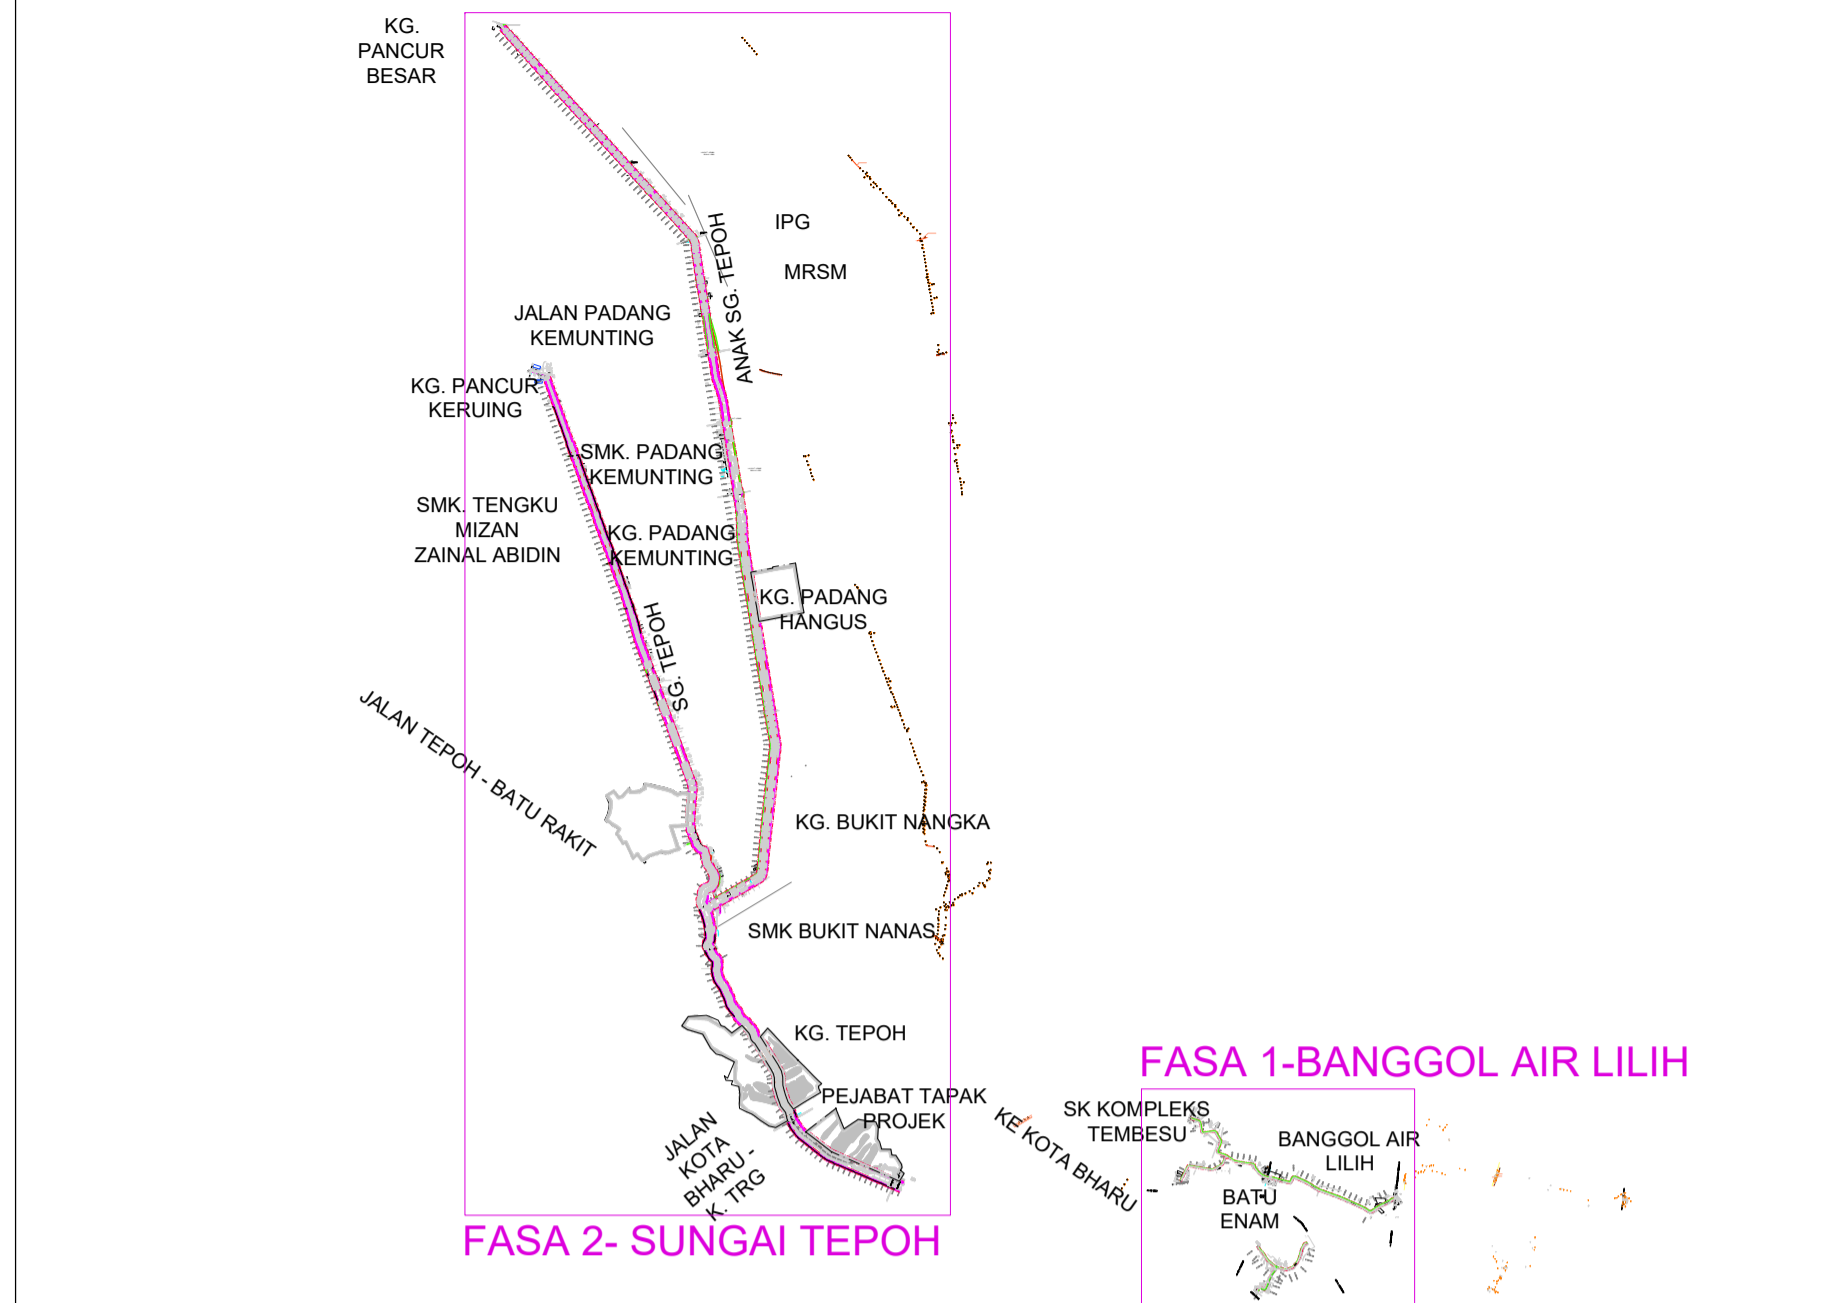 KG.
PANCUR
BESAR
IPG
MRSM
ANAK SG. TEPOH
JALAN PADANG
KEMUNTING
KG. PANCUR
KERUING
SMK. PADANG
KEMUNTING
SMK. TENGKU
MIZAN
ZAINAL ABIDIN
KG. PADANG
KEMUNTING
KG. PADANG
HANGUS
SG. TEPOH
JALAN TEPOH - BATU RAKIT
KG. BUKIT NANGKA
SMK BUKIT NANAS
KG. TEPOH
PEJABAT TAPAK
PROJEK
JALAN
KOTA
BHARU -
K. TRG
FASA 2- SUNGAI TEPOH
FASA 1-BANGGOL AIR LILIH
KE KOTA BHARU
SK KOMPLEKS
TEMBESU
BANGGOL AIR
LILIH
BATU
ENAM